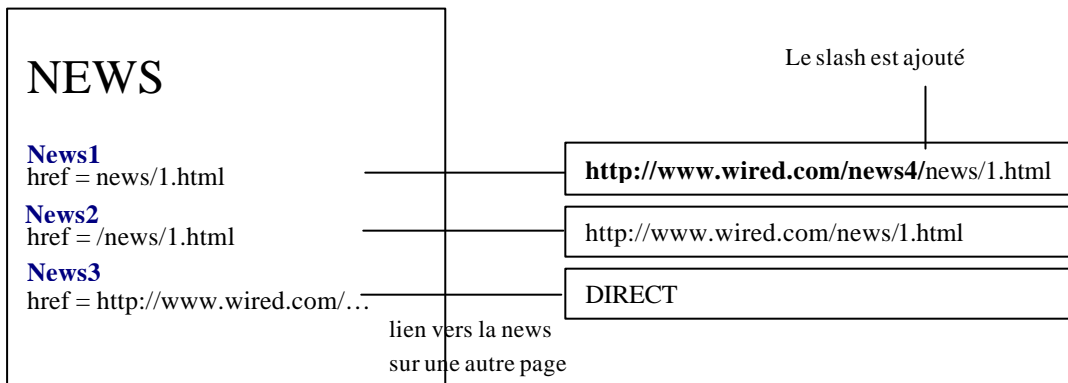 NEWS
Le slash est ajouté
News1
href = news/1.html
http://www.wired.com/news4/news/1.html
News2
href = /news/1.html
http://www.wired.com/news/1.html
News3
href = http://www.wired.com/…
DIRECT
lien vers la news
sur une autre page